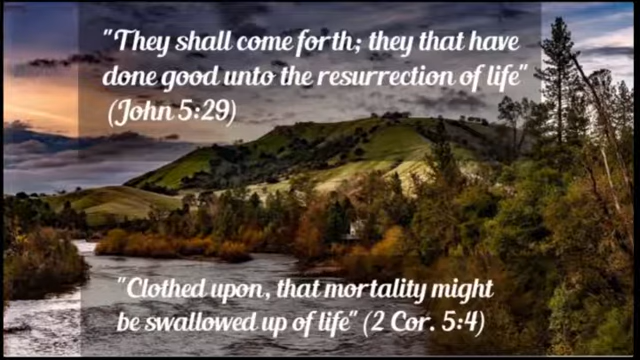 "They shall come forth; they that have
done good unto the resurrection of life"
(John 5:29)
"Clothed upon, that mortality might
be swallowed up of life" (2 Cor. 5:4)